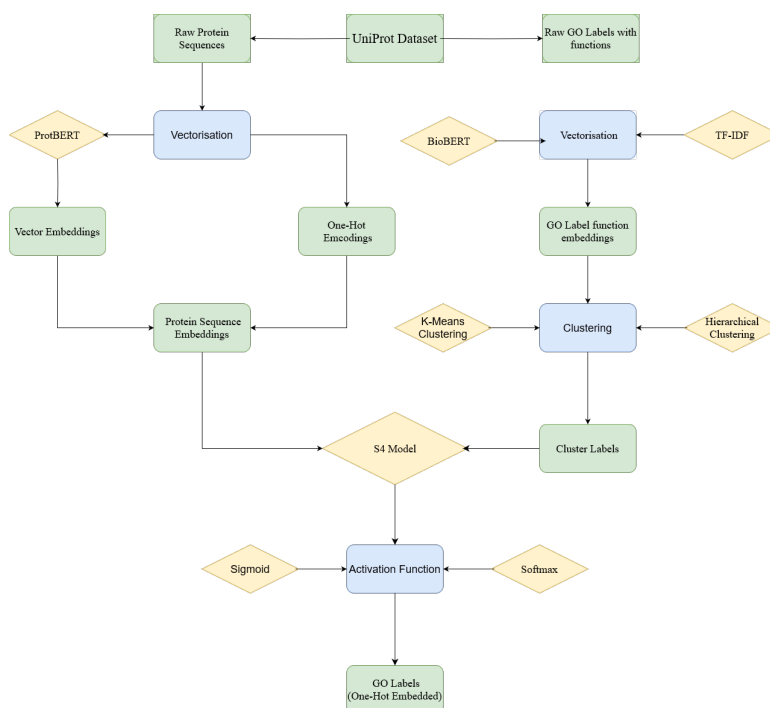 Raw Protein
Sequences
UniProt Dataset
Raw GO Labels with
functions
ProtBERT
Vectorisation
BioBERT
Vectorisation
TF-IDF
Vector Embeddings
One-Hot
Emcodings
GO Label function
embeddings
Protein Sequence
Embeddings
K-Means
Clustering
Clustering
Hierarchical
Clustering
S4 Model
Cluster Labels
Sigmoid
Activation Function
Softmax
GO Labels
(One-Hot Embedded)